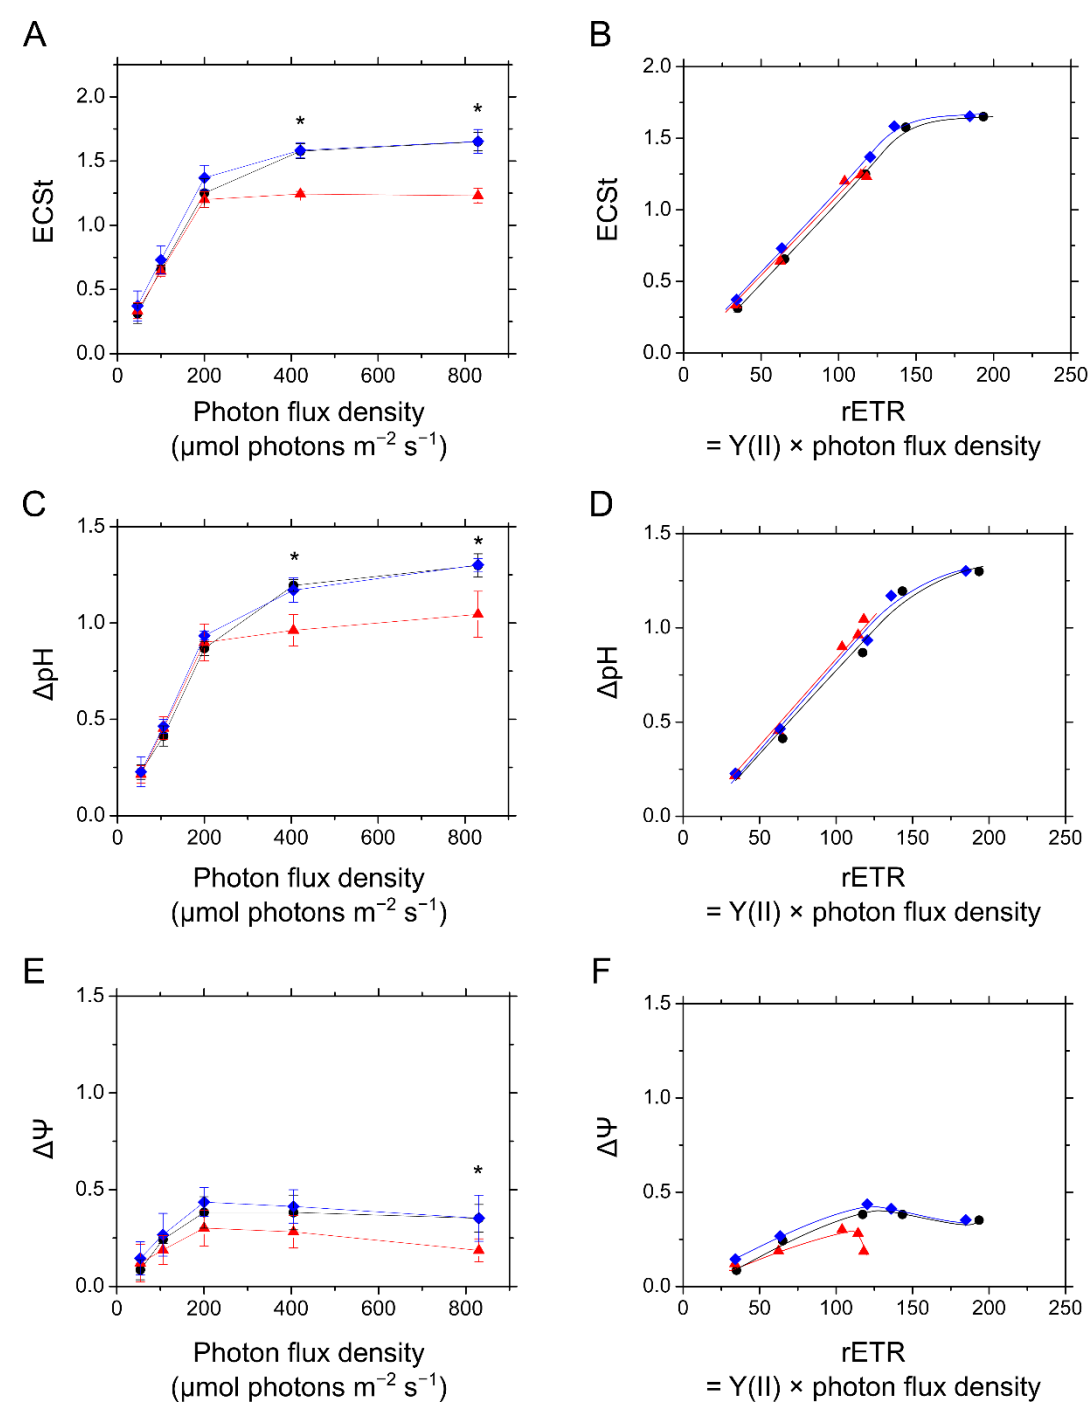 A
B
2.0
1.5
1.0
0.5
0.0
ECSt
*
*
0 200 400 600 800
Photon flux density
(μmol photons m⁻² s⁻¹)
2.0
1.5
1.0
0.5
0.0
ECSt
0 50 100 150 200 250
rETR
= Y(II) × photon flux density
C
D
1.5
1.0
0.5
0.0
ΔpH
*
*
0 200 400 600 800
Photon flux density
(μmol photons m⁻² s⁻¹)
1.5
1.0
0.5
0.0
ΔpH
0 50 100 150 200 250
rETR
= Y(II) × photon flux density
E
F
1.5
1.0
0.5
0.0
ΔΨ
*
0 200 400 600 800
Photon flux density
(μmol photons m⁻² s⁻¹)
1.5
1.0
0.5
0.0
ΔΨ
0 50 100 150 200 250
rETR
= Y(II) × photon flux density